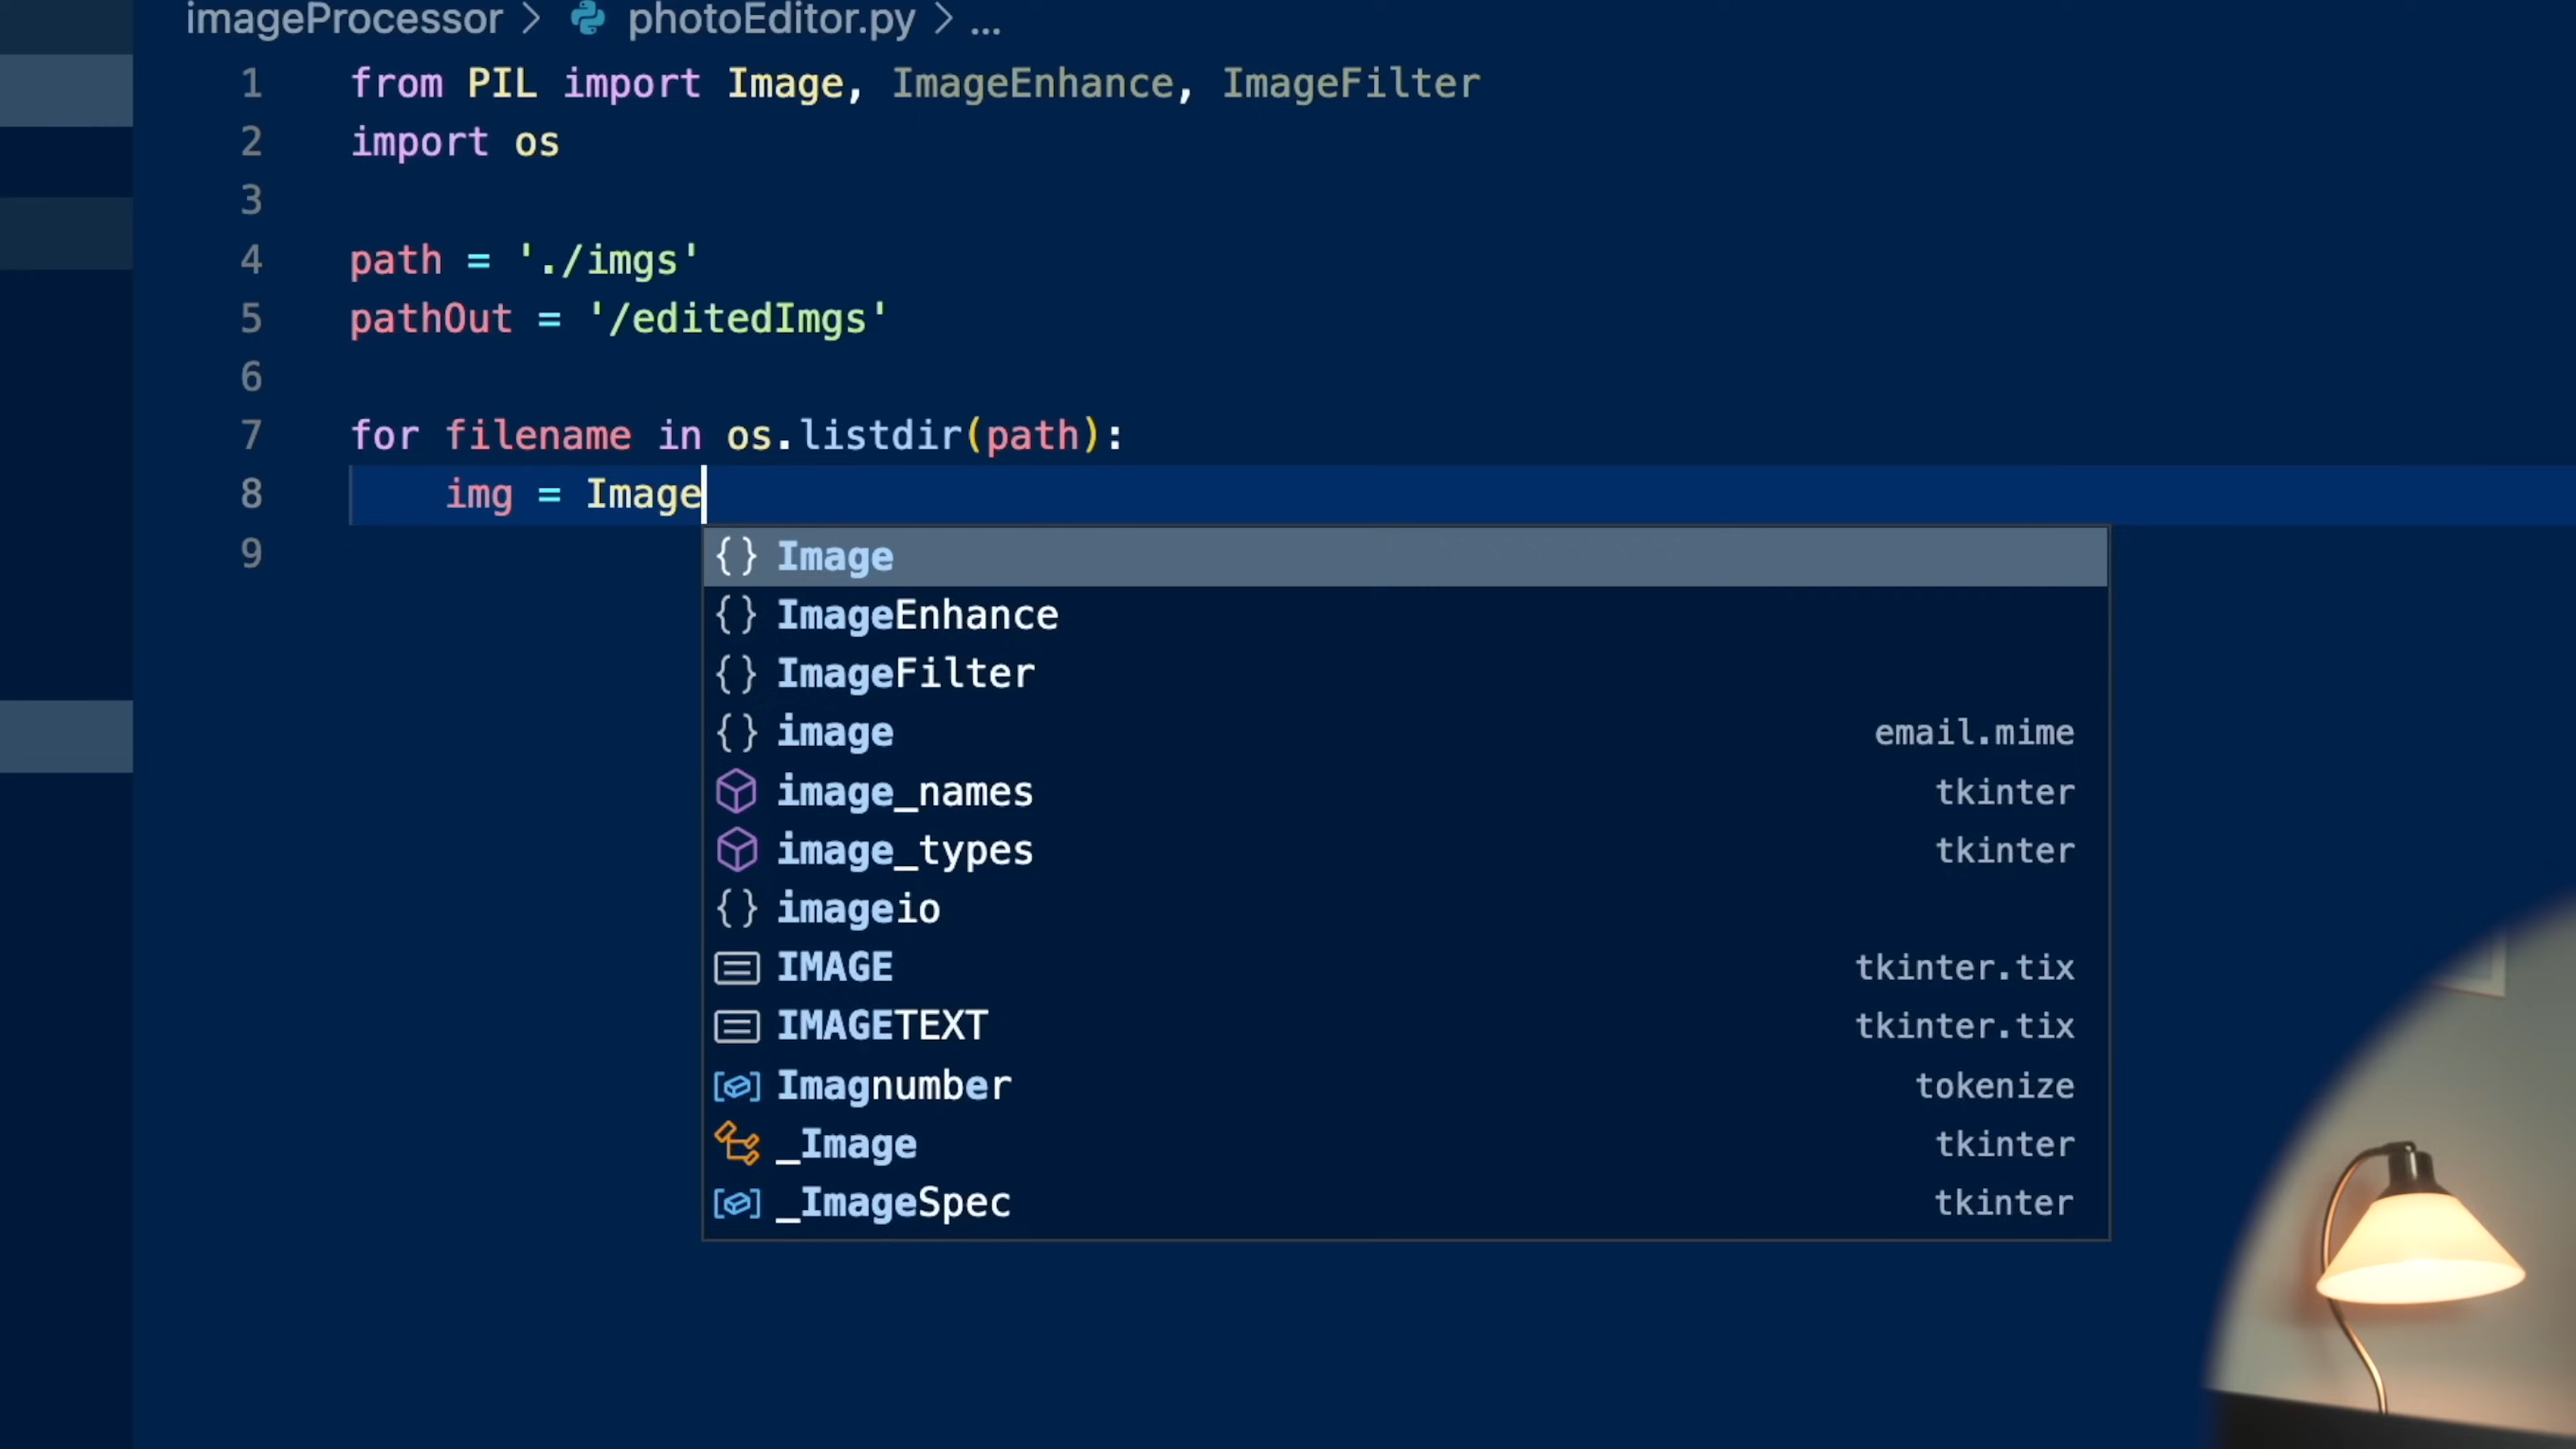 imageProcessor > photoEditor.py > ...
1 from PIL import Image, ImageEnhance, ImageFilter
2 import os
3
4 path = './imgs'
5 pathOut = '/editedImgs'
6
7 for filename in os.listdir(path):
8     img = Image
9
{} Image
{} ImageEnhance
{} ImageFilter
{} image email.mime
image_names tkinter
image_types tkinter
{} imageio
IMAGE tkinter.tix
IMAGETEXT tkinter.tix
Imagnumber tokenize
_Image tkinter
_ImageSpec tkinter